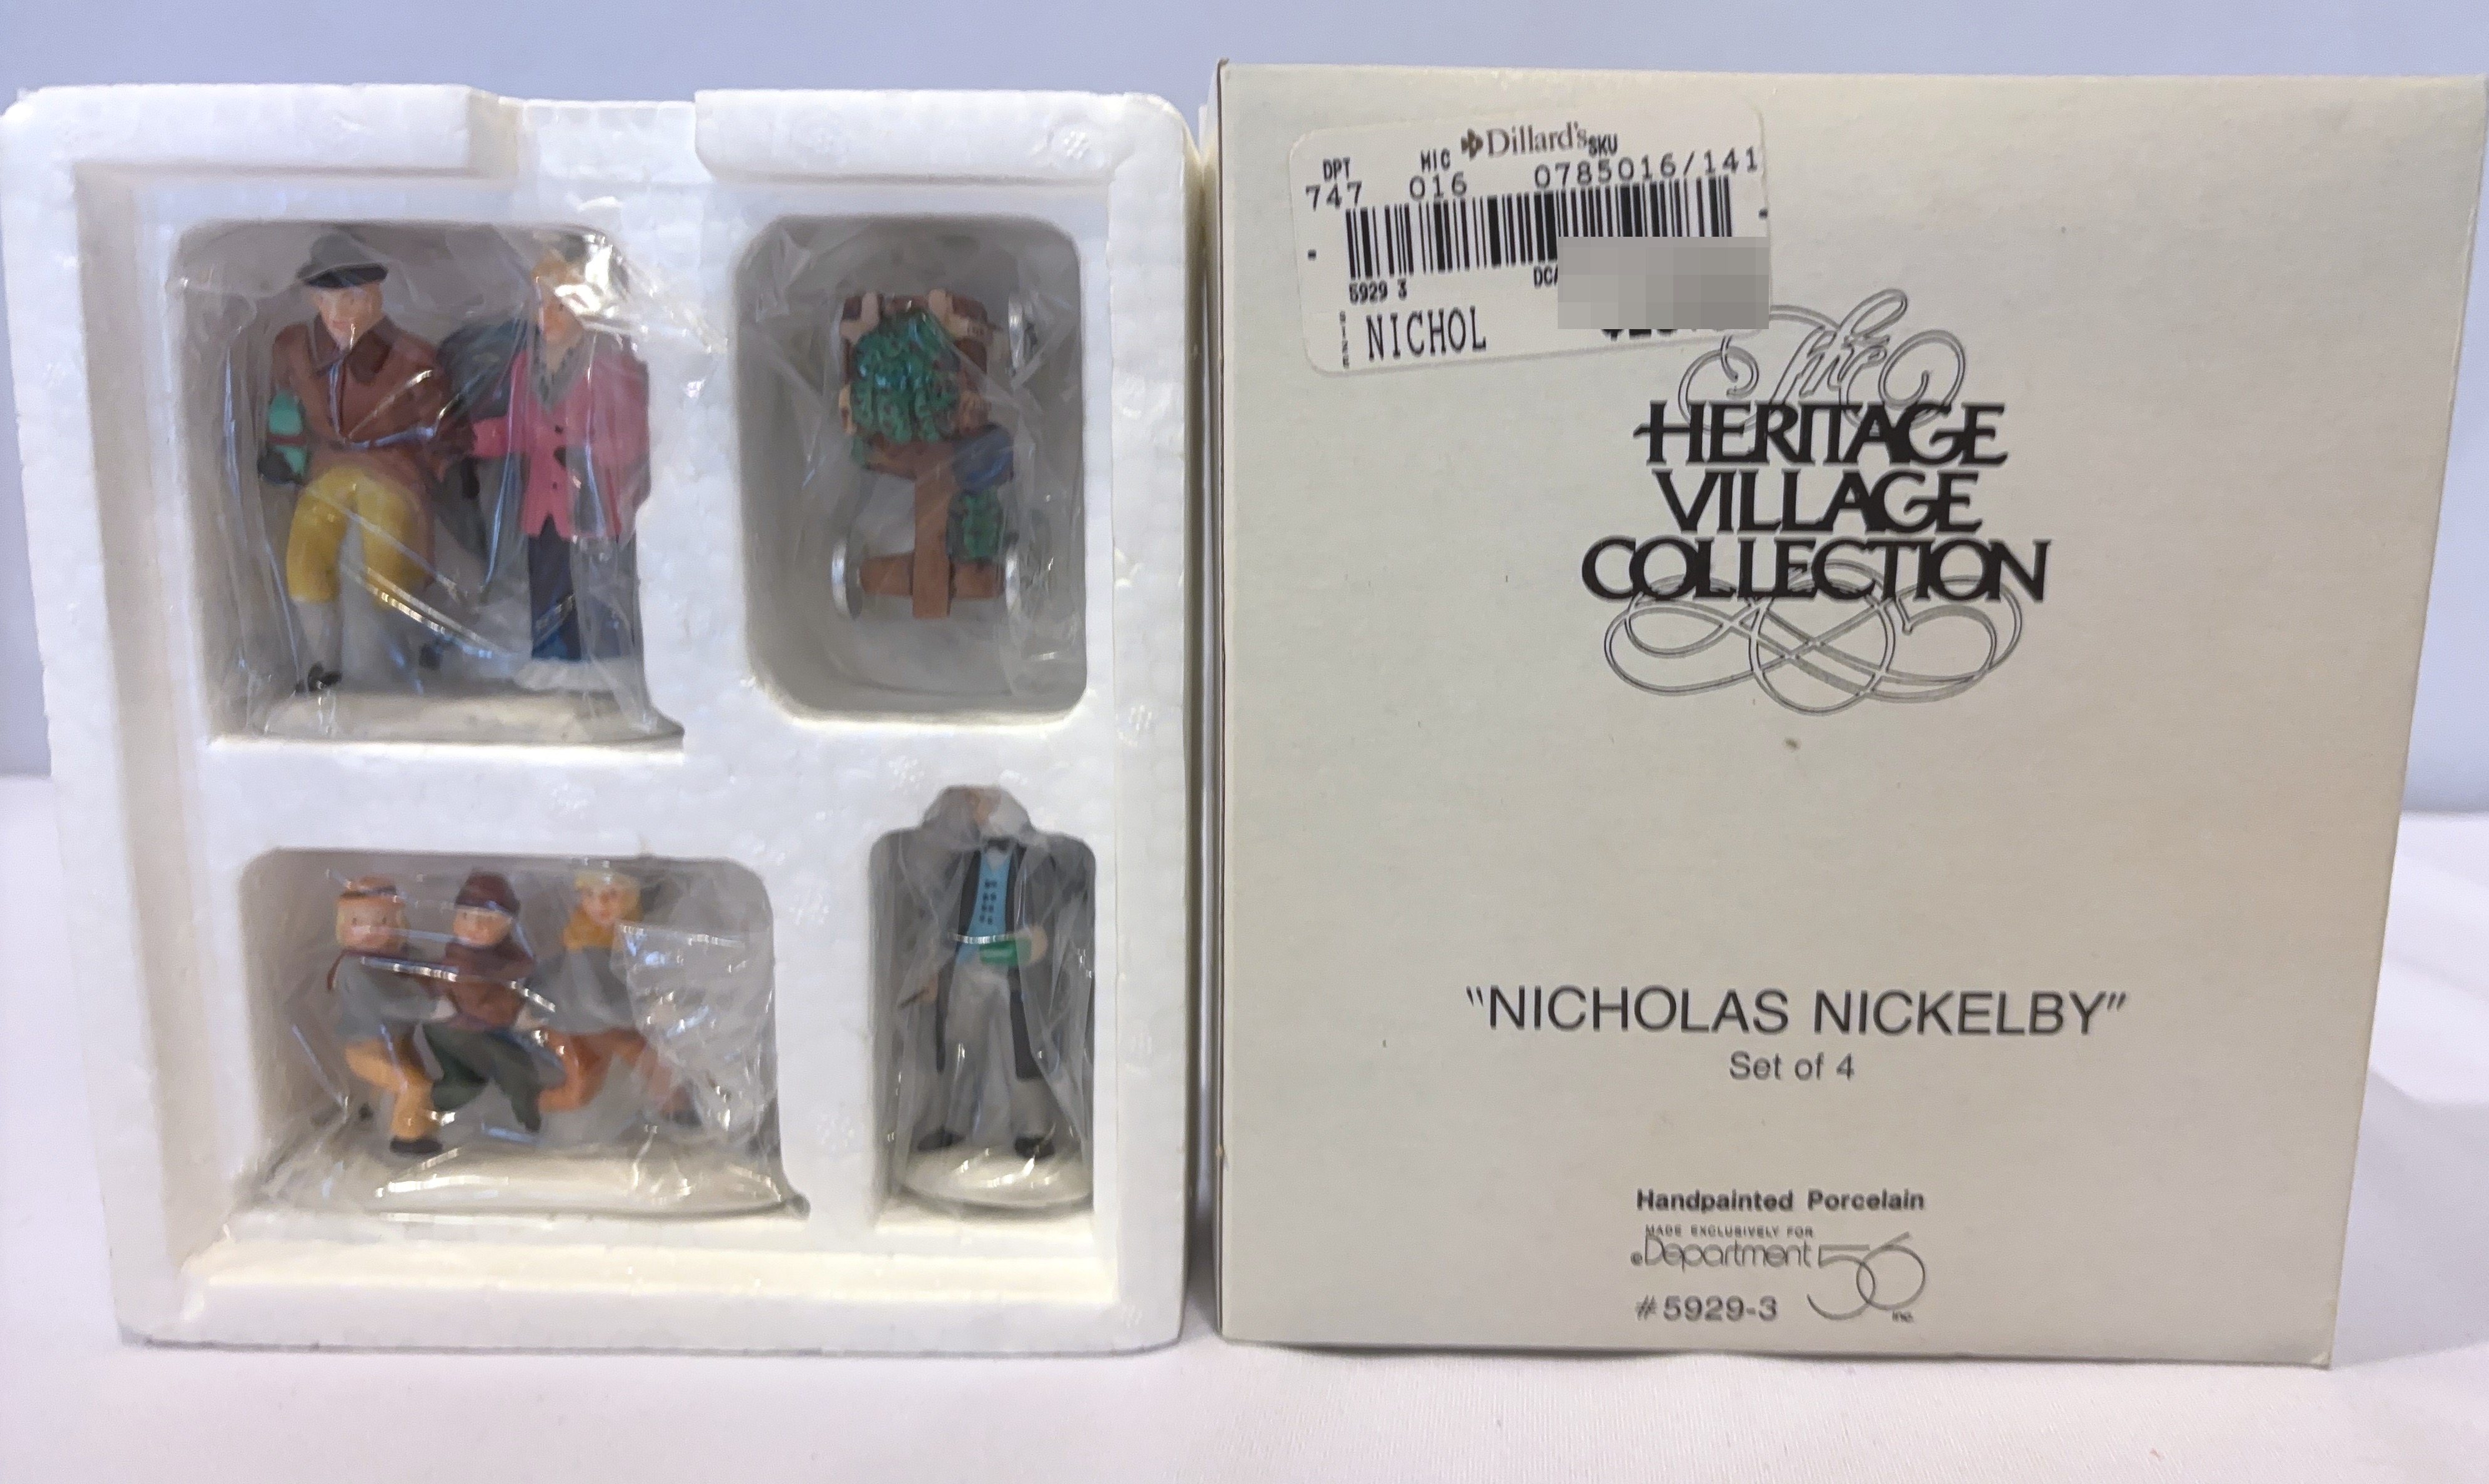 Dillard's
DPT MIC SKU
747 016 0785016/141
5929 3
NICHOL
The
HERITAGE
VILLAGE
COLLECTION
"NICHOLAS NICKELBY"
Set of 4
Handpainted Porcelain
MADE EXCLUSIVELY FOR
Department 56
Inc.
#5929-3